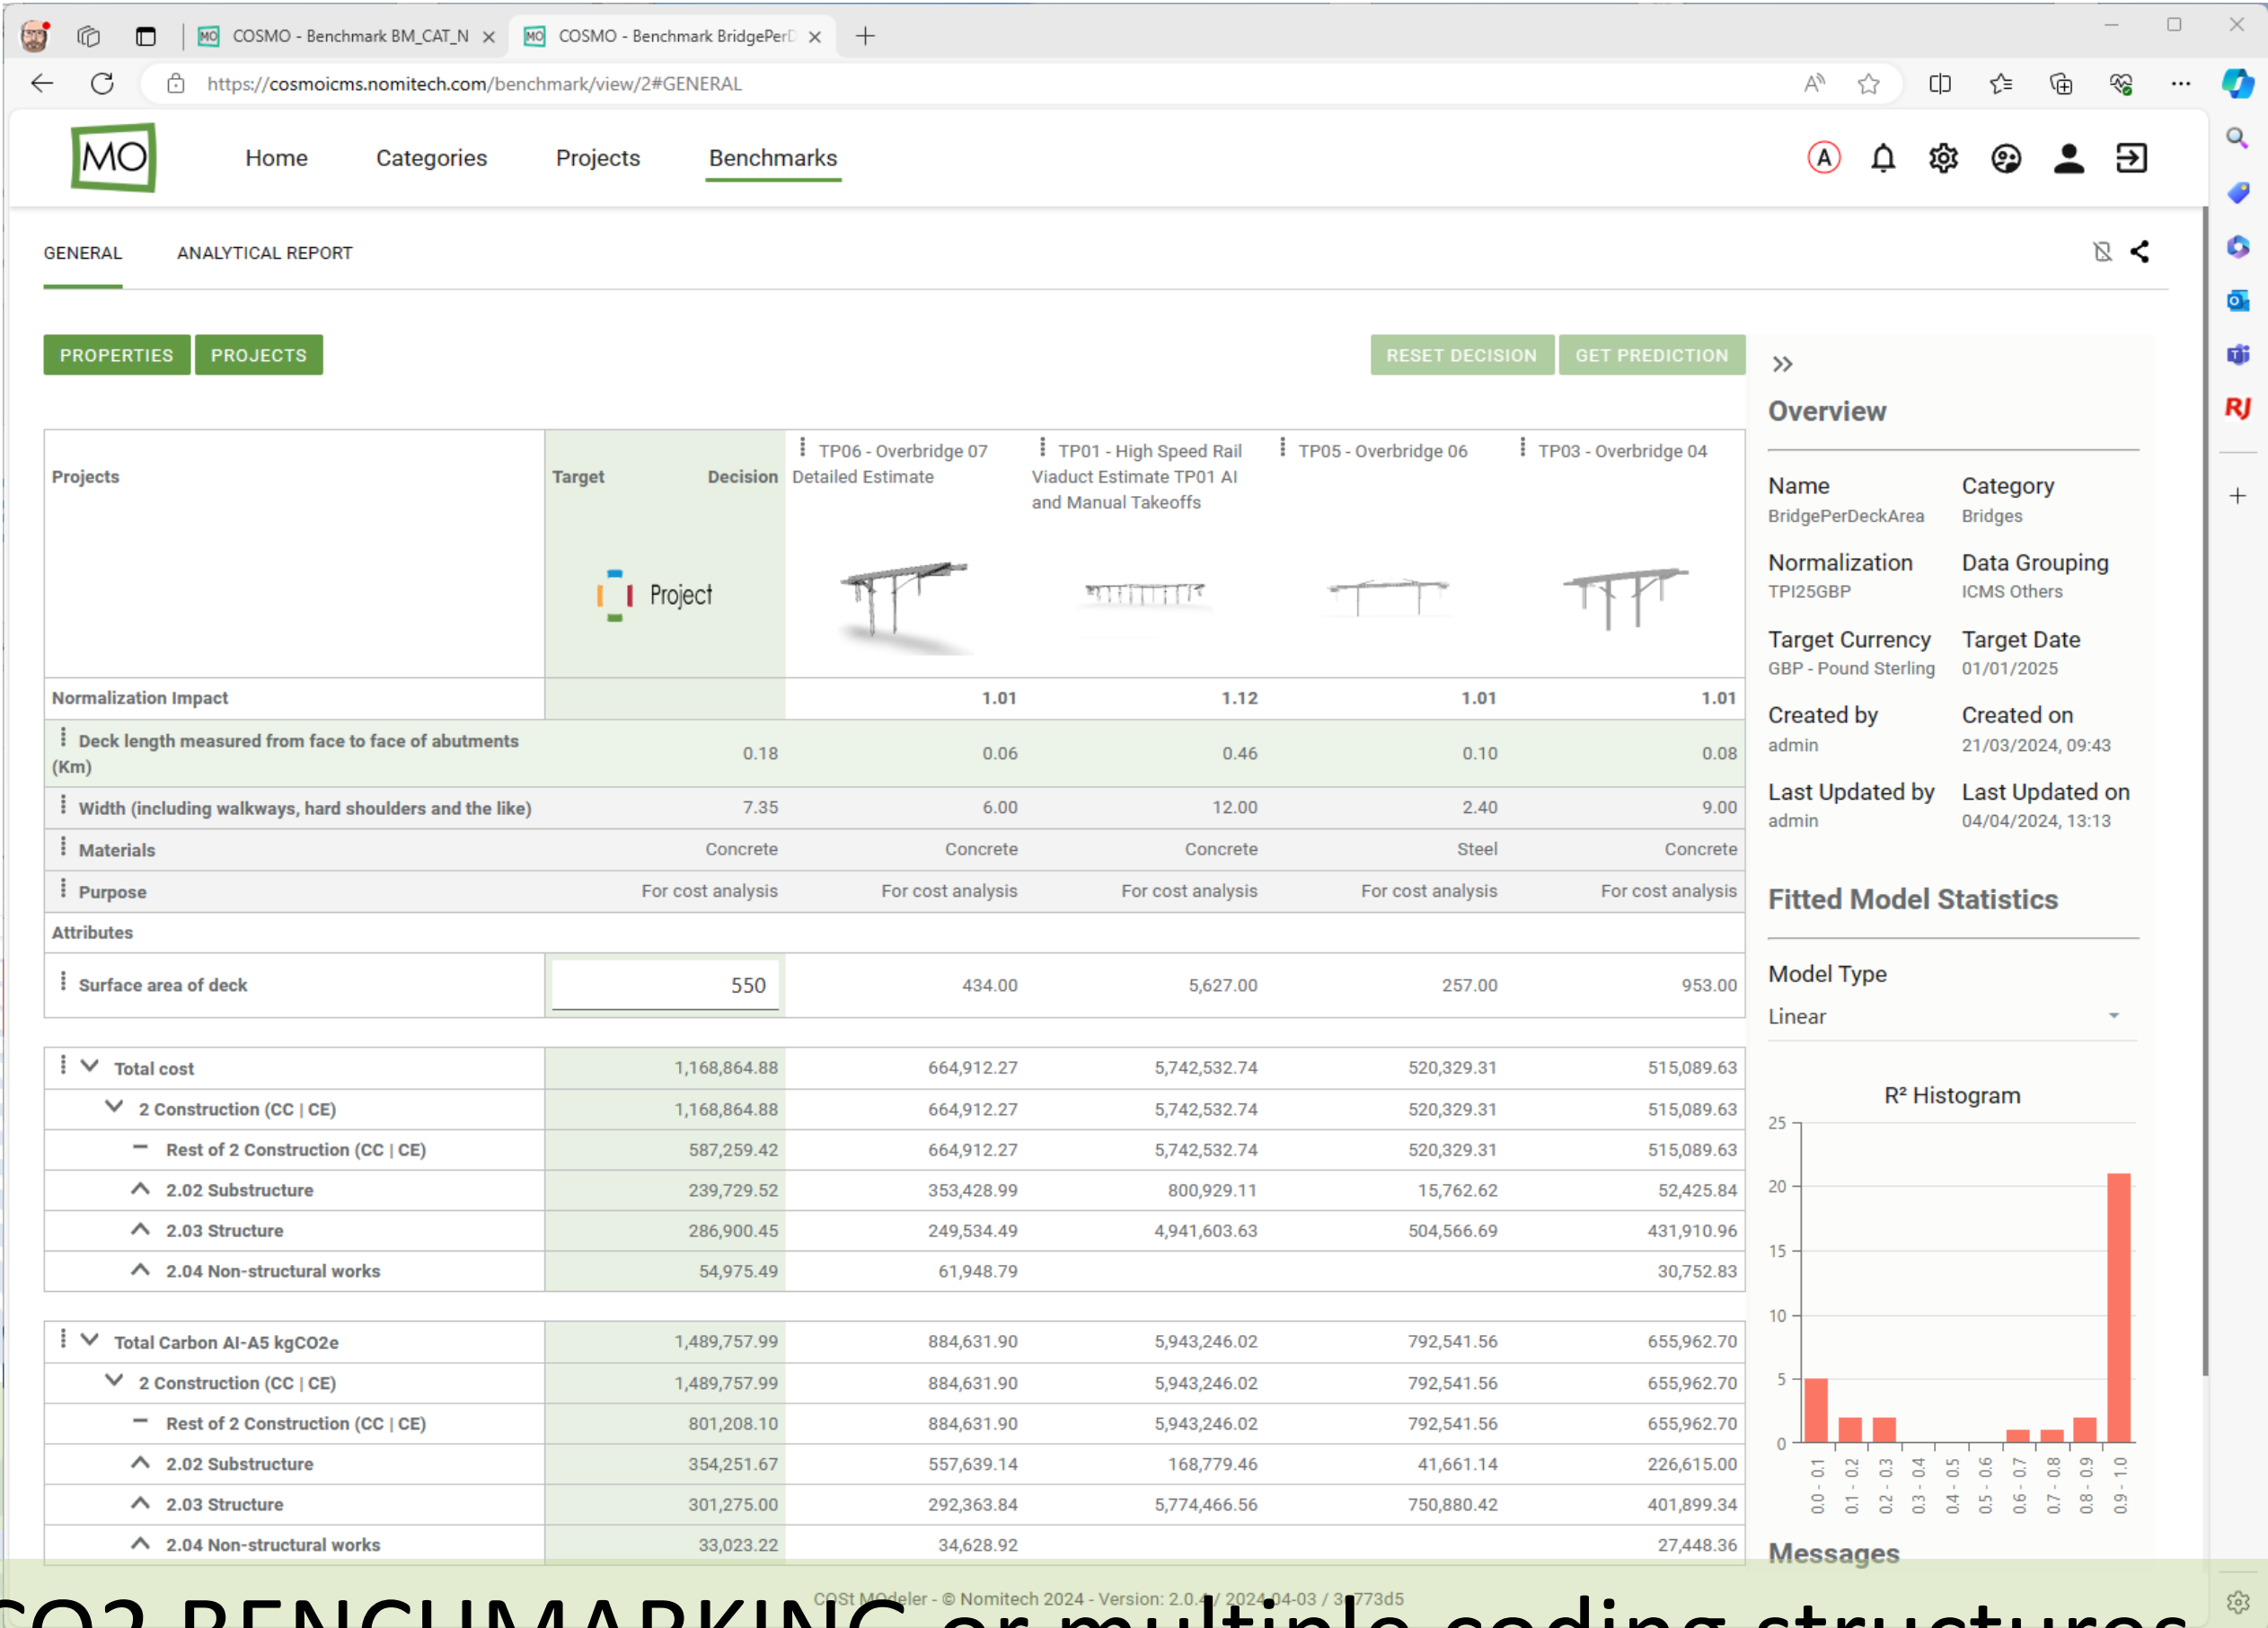 COSMO - Benchmark BM_CAT_N
COSMO - Benchmark BridgePerD
https://cosmoicms.nomitech.com/benchmark/view/2#GENERAL
MO Home Categories Projects Benchmarks
GENERAL ANALYTICAL REPORT
PROPERTIES PROJECTS RESET DECISION GET PREDICTION
Projects Target Decision
TP06 - Overbridge 07
Detailed Estimate
TP01 - High Speed Rail
Viaduct Estimate TP01 AI
and Manual Takeoffs
TP05 - Overbridge 06
TP03 - Overbridge 04
Project
Normalization Impact 1.01 1.12 1.01 1.01
Deck length measured from face to face of abutments
(Km) 0.18 0.06 0.46 0.10 0.08
Width (including walkways, hard shoulders and the like) 7.35 6.00 12.00 2.40 9.00
Materials Concrete Concrete Concrete Steel Concrete
Purpose For cost analysis For cost analysis For cost analysis For cost analysis For cost analysis
Attributes
Surface area of deck 550 434.00 5,627.00 257.00 953.00
Total cost 1,168,864.88 664,912.27 5,742,532.74 520,329.31 515,089.63
2 Construction (CC | CE) 1,168,864.88 664,912.27 5,742,532.74 520,329.31 515,089.63
Rest of 2 Construction (CC | CE) 587,259.42 664,912.27 5,742,532.74 520,329.31 515,089.63
2.02 Substructure 239,729.52 353,428.99 800,929.11 15,762.62 52,425.84
2.03 Structure 286,900.45 249,534.49 4,941,603.63 504,566.69 431,910.96
2.04 Non-structural works 54,975.49 61,948.79 30,752.83
Total Carbon AI-A5 kgCO2e 1,489,757.99 884,631.90 5,943,246.02 792,541.56 655,962.70
2 Construction (CC | CE) 1,489,757.99 884,631.90 5,943,246.02 792,541.56 655,962.70
Rest of 2 Construction (CC | CE) 801,208.10 884,631.90 5,943,246.02 792,541.56 655,962.70
2.02 Substructure 354,251.67 557,639.14 168,779.46 41,661.14 226,615.00
2.03 Structure 301,275.00 292,363.84 5,774,466.56 750,880.42 401,899.34
2.04 Non-structural works 33,023.22 34,628.92 27,448.36
Overview
Name Category
BridgePerDeckArea Bridges
Normalization Data Grouping
TPI25GBP ICMS Others
Target Currency Target Date
GBP - Pound Sterling 01/01/2025
Created by Created on
admin 21/03/2024, 09:43
Last Updated by Last Updated on
admin 04/04/2024, 13:13
Fitted Model Statistics
Model Type
Linear
R² Histogram
25
20
15
10
5
0
0.0 - 0.1 0.1 - 0.2 0.2 - 0.3 0.3 - 0.4 0.4 - 0.5 0.5 - 0.6 0.6 - 0.7 0.7 - 0.8 0.8 - 0.9 0.9 - 1.0
Messages
COSt MOdeler - © Nomitech 2024 - Version: 2.0.4 / 2024-04-03 /
CO2 BENCHMARKING or multiple coding structures